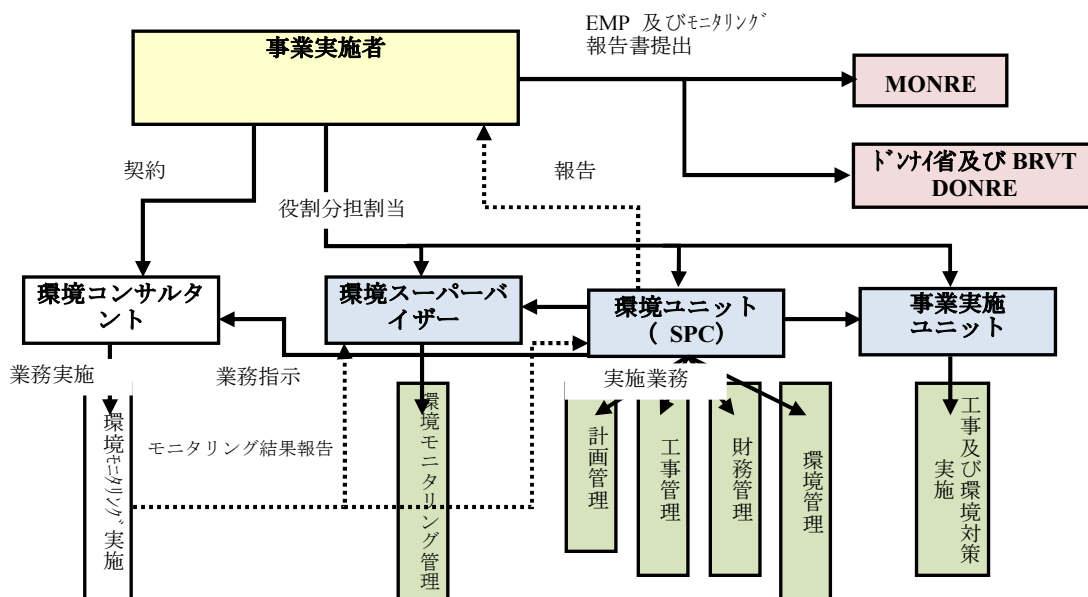 EMP 及びﾓﾆﾀﾘﾝｸﾞ
報告書提出
事業実施者
MONRE
ﾄﾞﾝﾅｲ省及び BRVT
DONRE
契約
報告
役割分担割当
環境コンサルタ
ント
環境スーパーバ
イザー
環境ユニット
( SPC)
事業実施
ユニット
業務実施
業務指示
実施業務
モニタリング結果報告
環境ﾓﾆﾀﾘﾝｸﾞ実施
環境モニタリング管理
計画管理
工事管理
財務管理
環境管理
工事及び環境対策
実施